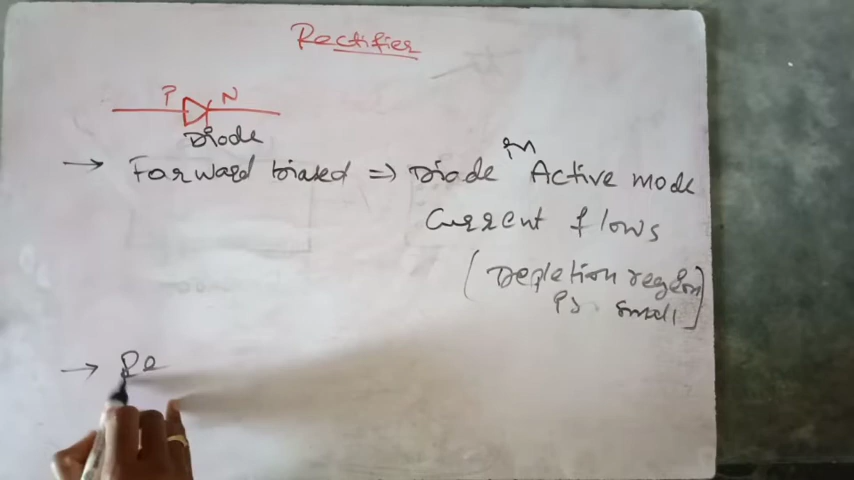 Rectifier
P N
Diode
→ Forward biased => Diode in Active mode
Current flows
(Depletion region
is small)
→ Re